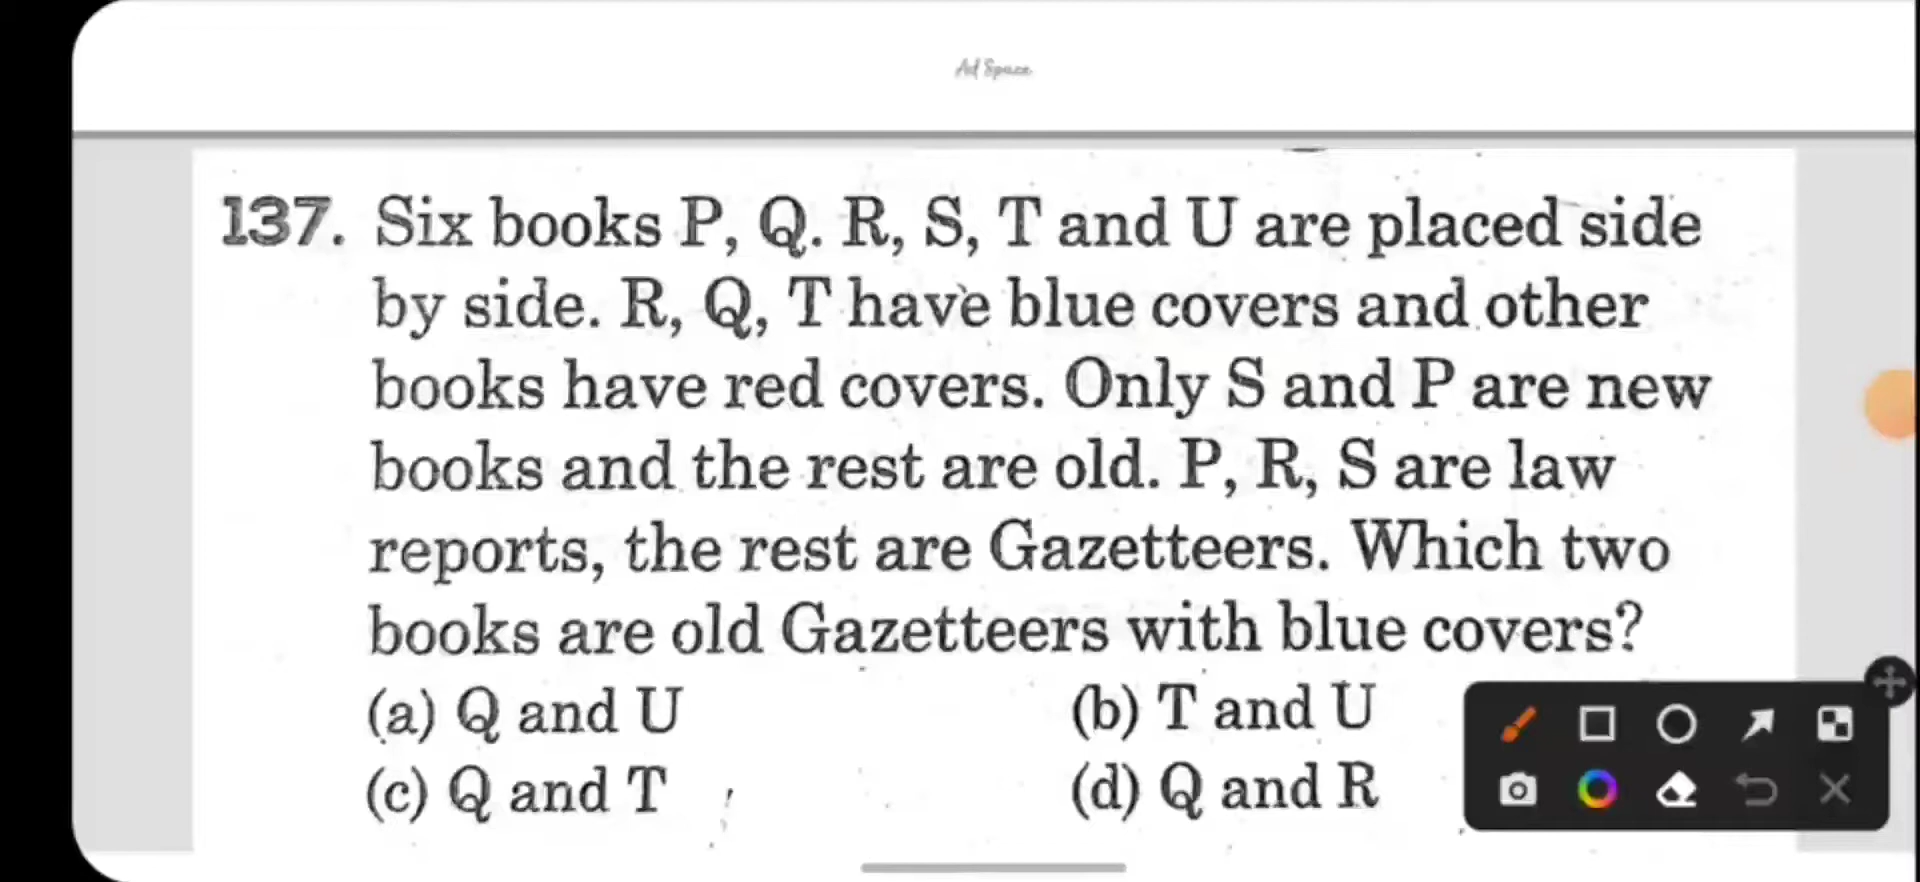 Ad Space
137. Six books P, Q. R, S, T and U are placed side
by side. R, Q, T have blue covers and other
books have red covers. Only S and P are new
books and the rest are old. P, R, S are law
reports, the rest are Gazetteers. Which two
books are old Gazetteers with blue covers?
(a) Q and U (b) T and U
(c) Q and T (d) Q and R